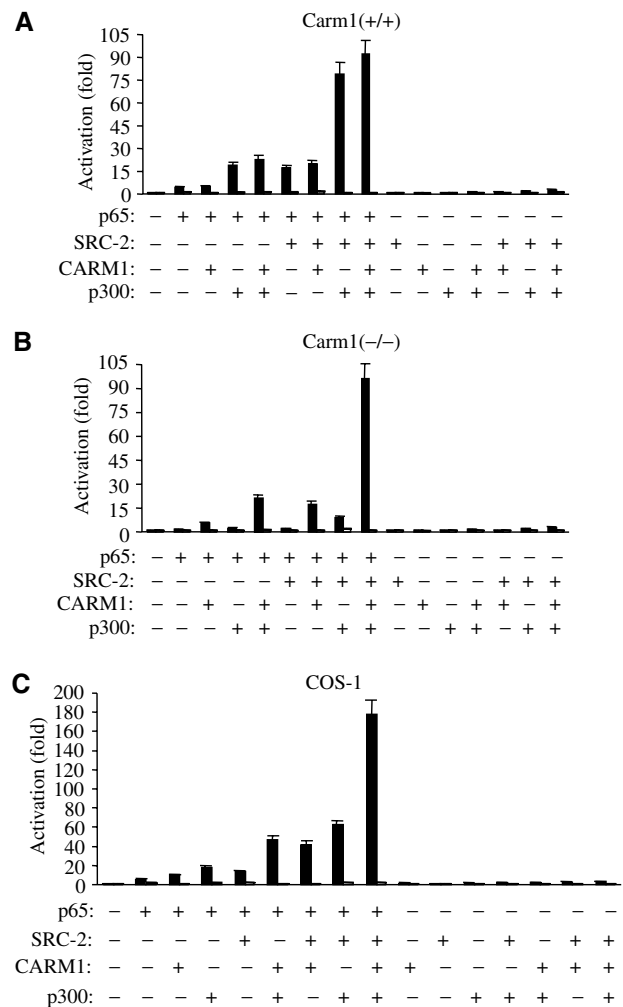 A
Carm1(+/+)
Activation (fold)
105
90
75
60
45
30
15
0
p65: – + + + + + + + + – – – – – – –
SRC-2: – – – – – + + + + + – – – + + +
CARM1: – – + – + – + – + – + – + + – +
p300: – – – + + – – + + – – + + – + +
B
Carm1(–/–)
Activation (fold)
105
90
75
60
45
30
15
0
p65: – + + + + + + + + – – – – – – –
SRC-2: – – – – – + + + + + – – – + + +
CARM1: – – + – + – + – + – + – + + – +
p300: – – – + + – – + + – – + + – + +
C
COS-1
Activation (fold)
200
180
160
140
120
100
80
60
40
20
0
p65: – + + + + + + + + – – – – – – –
SRC-2: – – – – + – + + + – + – + – + +
CARM1: – – + – – + + – + + – – – + + +
p300: – – – + – + – + + – – + + + – +